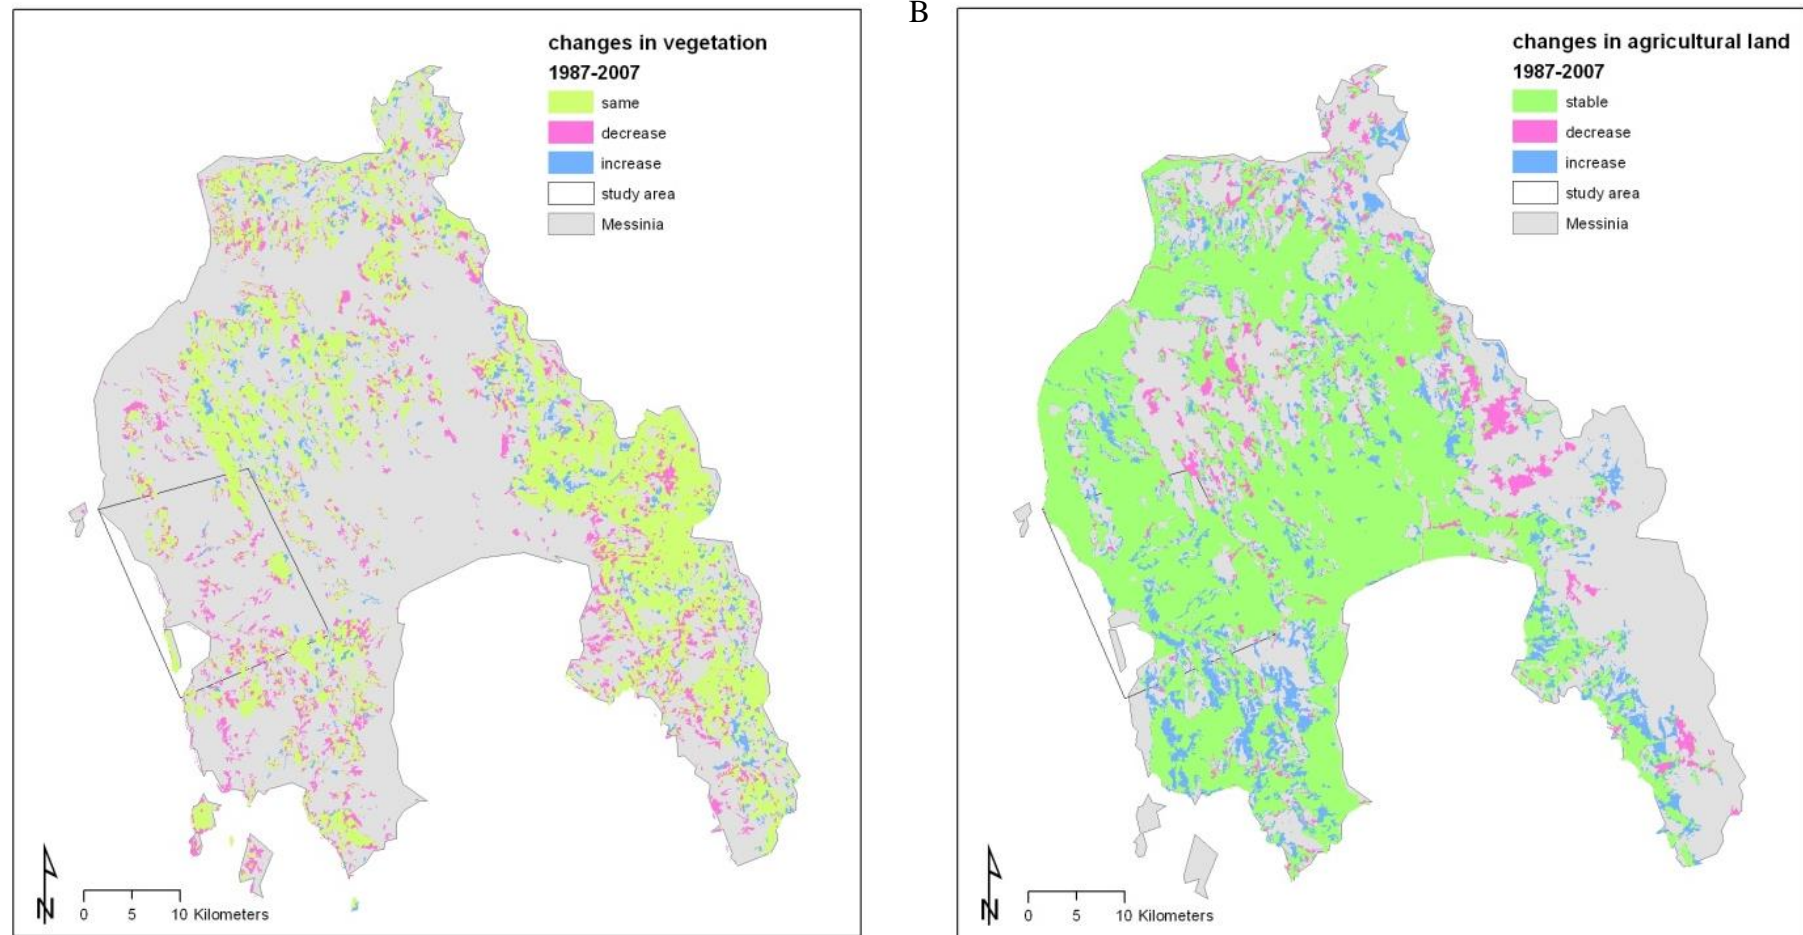 changes in vegetation
1987-2007
same
decrease
increase
study area
Messinia
N
0 5 10 Kilometers
B
changes in agricultural land
1987-2007
stable
decrease
increase
study area
Messinia
N
0 5 10 Kilometers